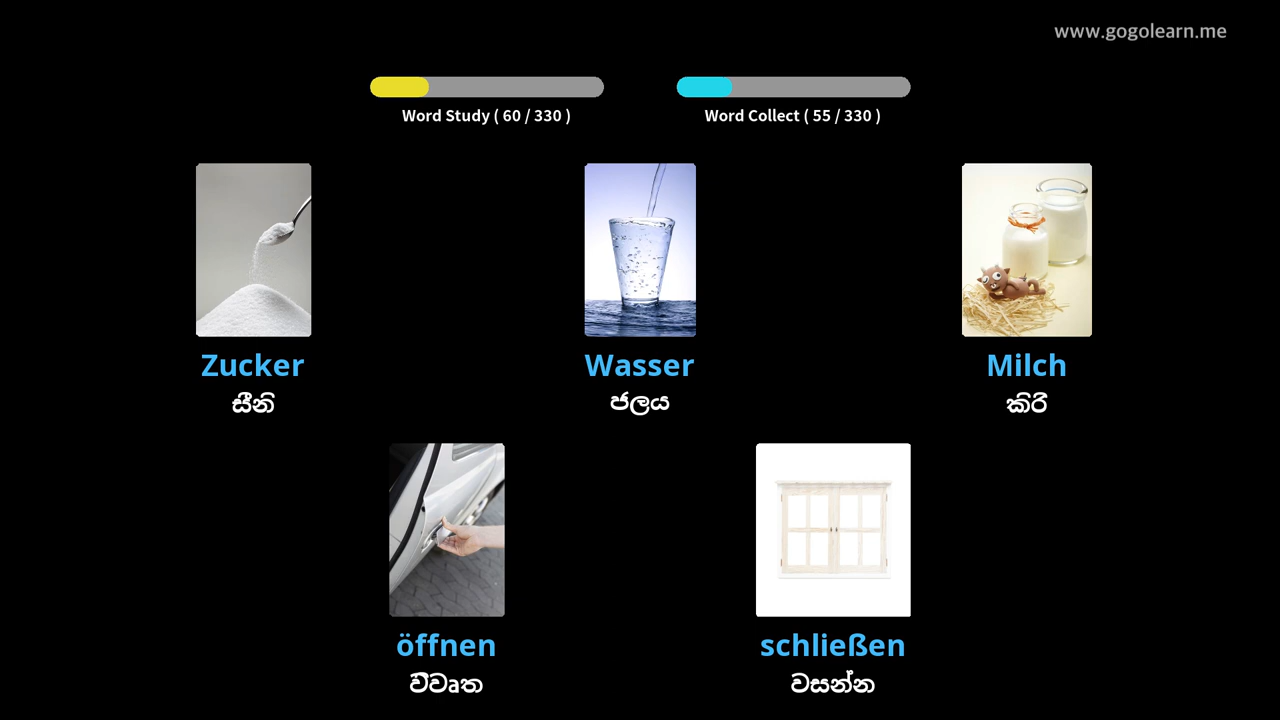 www.gogolearn.me
Word Study ( 60 / 330 )
Word Collect ( 55 / 330 )
Zucker
Wasser
Milch
සීනි
ජලය
කිරි
öffnen
schließen
විවෘත
වසන්න